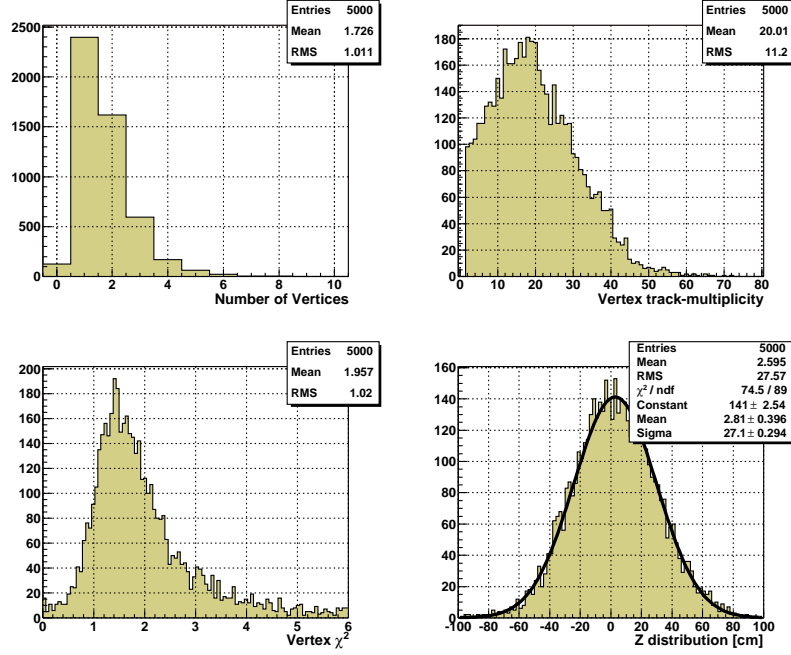 Entries 5000
Mean 1.726
RMS 1.011
2500
2000
1500
1000
500
0
0 2 4 6 8 10
Number of Vertices
Entries 5000
Mean 20.01
RMS 11.2
180
160
140
120
100
80
60
40
20
0
0 10 20 30 40 50 60 70 80
Vertex track-multiplicity
Entries 5000
Mean 1.957
RMS 1.02
200
180
160
140
120
100
80
60
40
20
0
0 1 2 3 4 5 6
Vertex χ²
Entries 5000
Mean 2.595
RMS 27.57
χ² / ndf 74.5 / 89
Constant 141 ± 2.54
Mean 2.81 ± 0.396
Sigma 27.1 ± 0.294
160
140
120
100
80
60
40
20
0
-100 -80 -60 -40 -20 0 20 40 60 80 100
Z distribution [cm]